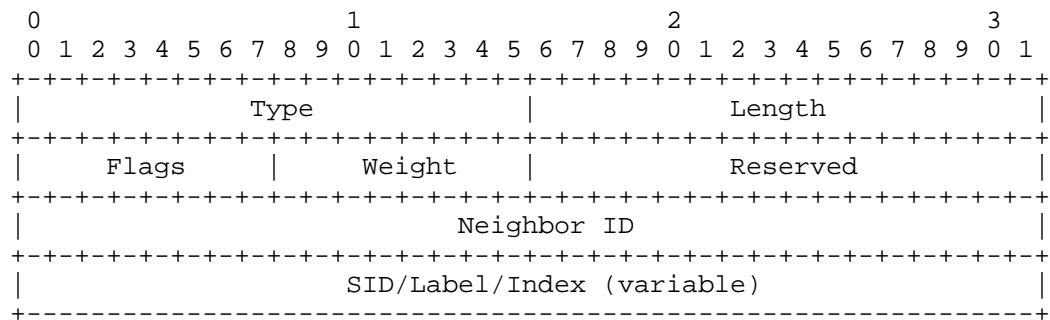 0                   1                   2                   3
 0 1 2 3 4 5 6 7 8 9 0 1 2 3 4 5 6 7 8 9 0 1 2 3 4 5 6 7 8 9 0 1
+-+-+-+-+-+-+-+-+-+-+-+-+-+-+-+-+-+-+-+-+-+-+-+-+-+-+-+-+-+-+-+-+
|              Type             |             Length            |
+-+-+-+-+-+-+-+-+-+-+-+-+-+-+-+-+-+-+-+-+-+-+-+-+-+-+-+-+-+-+-+-+
|     Flags     |     Weight    |            Reserved           |
+-+-+-+-+-+-+-+-+-+-+-+-+-+-+-+-+-+-+-+-+-+-+-+-+-+-+-+-+-+-+-+-+
|                          Neighbor ID                          |
+-+-+-+-+-+-+-+-+-+-+-+-+-+-+-+-+-+-+-+-+-+-+-+-+-+-+-+-+-+-+-+-+
|                   SID/Label/Index (variable)                  |
+---------------------------------------------------------------+